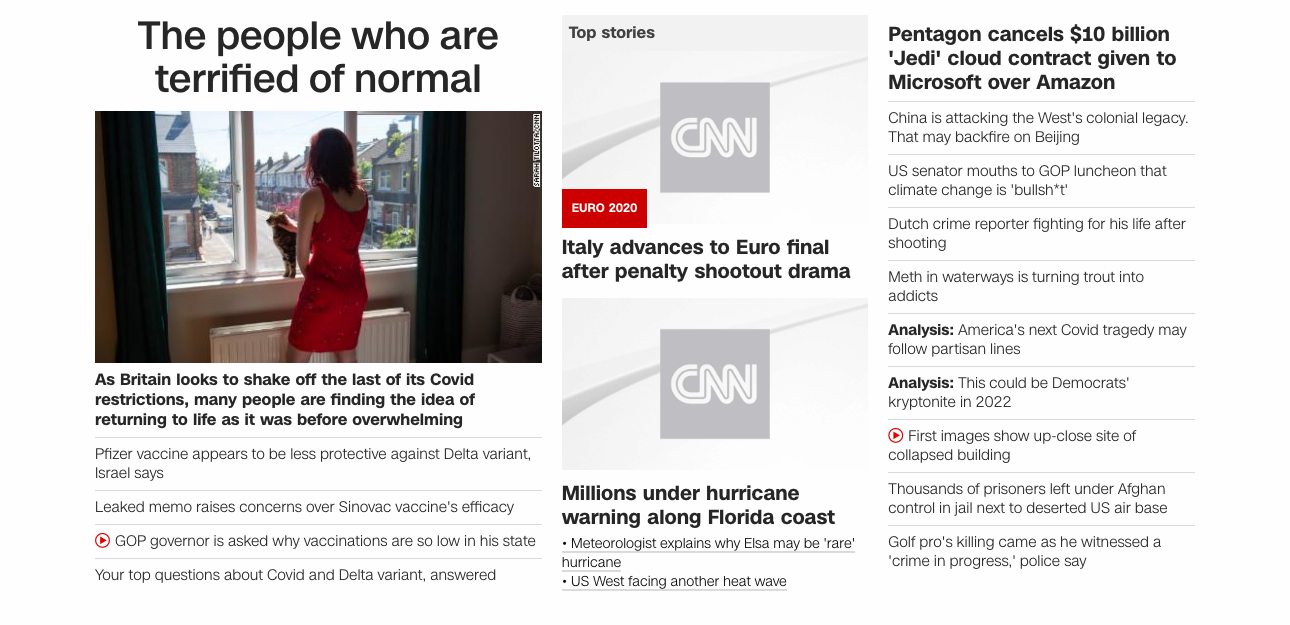 The people who are
terrified of normal
SARAH TILOTTA/CNN
As Britain looks to shake off the last of its Covid
restrictions, many people are finding the idea of
returning to life as it was before overwhelming
Pfizer vaccine appears to be less protective against Delta variant,
Israel says
Leaked memo raises concerns over Sinovac vaccine's efficacy
GOP governor is asked why vaccinations are so low in his state
Your top questions about Covid and Delta variant, answered
Top stories
CNN
EURO 2020
Italy advances to Euro final
after penalty shootout drama
CNN
Millions under hurricane
warning along Florida coast
• Meteorologist explains why Elsa may be 'rare'
hurricane
• US West facing another heat wave
Pentagon cancels $10 billion
'Jedi' cloud contract given to
Microsoft over Amazon
China is attacking the West's colonial legacy.
That may backfire on Beijing
US senator mouths to GOP luncheon that
climate change is 'bullsh*t'
Dutch crime reporter fighting for his life after
shooting
Meth in waterways is turning trout into
addicts
Analysis: America's next Covid tragedy may
follow partisan lines
Analysis: This could be Democrats'
kryptonite in 2022
First images show up-close site of
collapsed building
Thousands of prisoners left under Afghan
control in jail next to deserted US air base
Golf pro's killing came as he witnessed a
'crime in progress,' police say